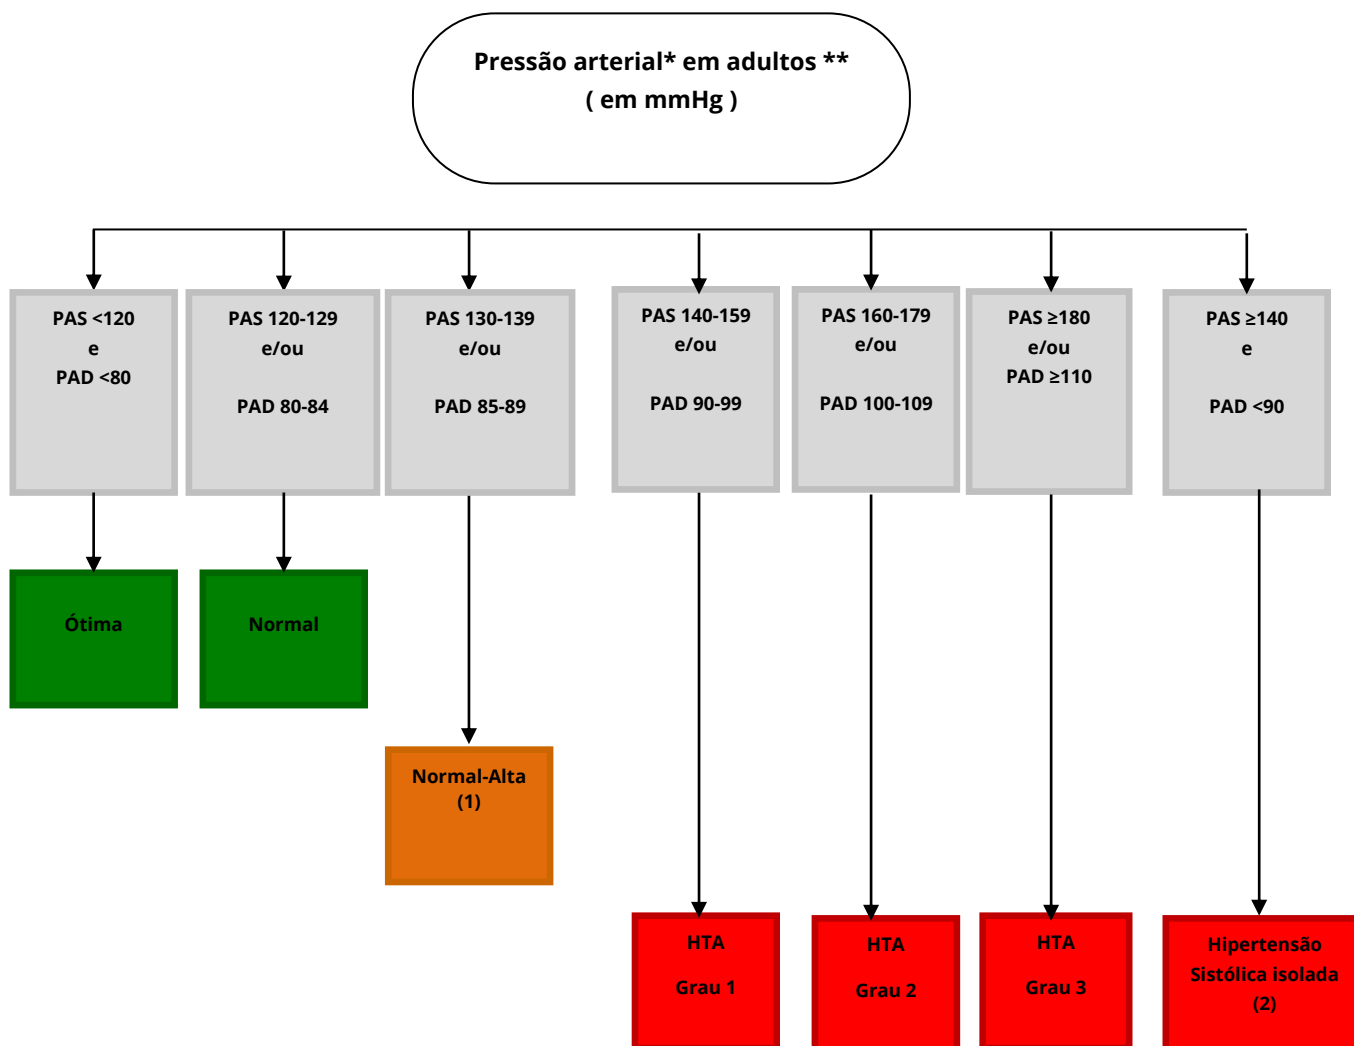 Pressão arterial* em adultos **
( em mmHg )
PAS <120
e
PAD <80
PAS 120-129
e/ou
PAD 80-84
PAS 130-139
e/ou
PAD 85-89
PAS 140-159
e/ou
PAD 90-99
PAS 160-179
e/ou
PAD 100-109
PAS ≥180
e/ou
PAD ≥110
PAS ≥140
e
PAD <90
Ótima
Normal
Normal-Alta
(1)
HTA
Grau 1
HTA
Grau 2
HTA
Grau 3
Hipertensão
Sistólica isolada
(2)